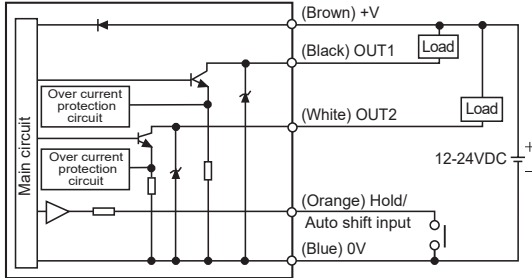 (Brown) +V
(Black) OUT1
Load
Over current
protection
circuit
Load
(White) OUT2
Main circuit
Over current
protection
circuit
12-24VDC
+
−
(Orange) Hold/
Auto shift input
(Blue) 0V